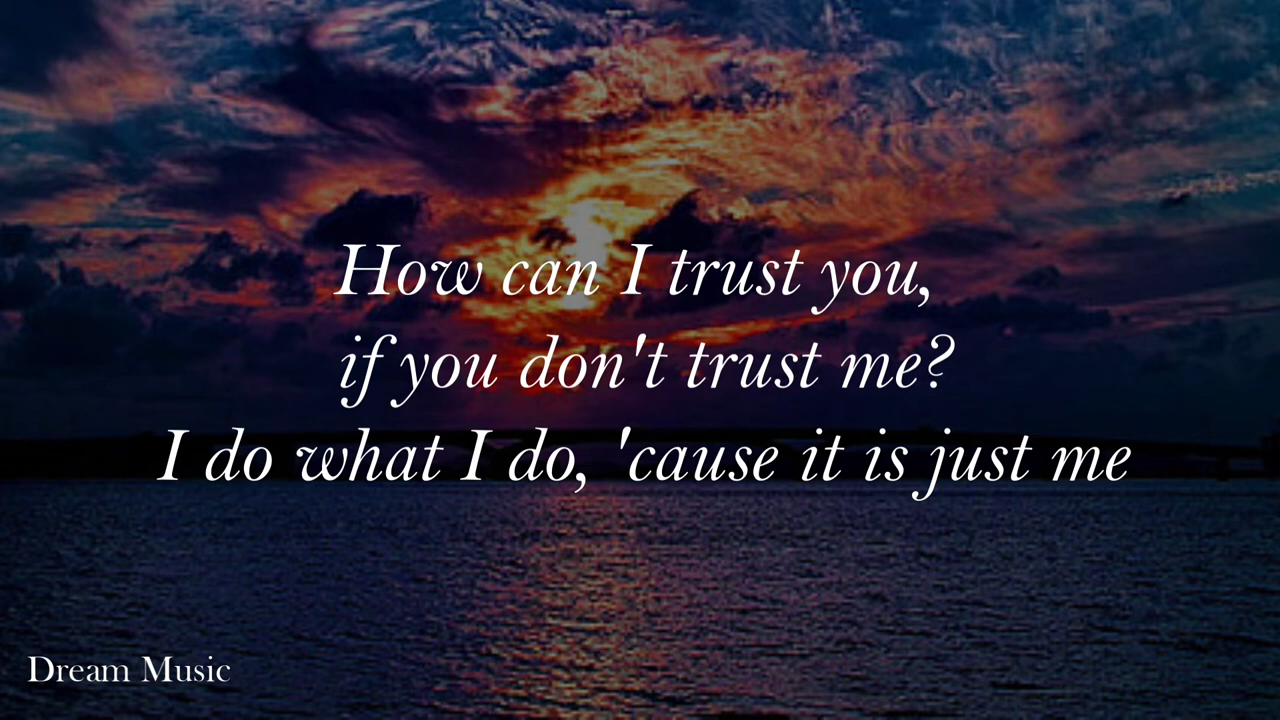 How can I trust you,
if you don't trust me?
I do what I do, 'cause it is just me
Dream Music